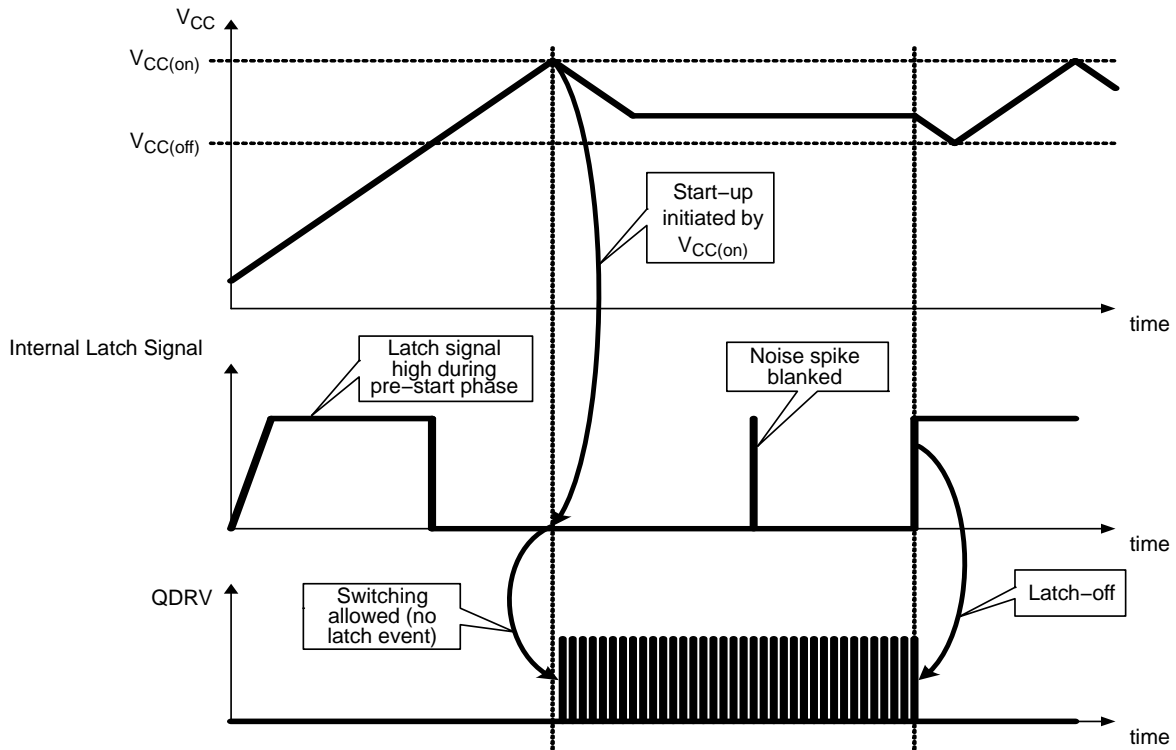 VCC
VCC(on)
VCC(off)
Start−up
initiated by
VCC(on)
time
Internal Latch Signal
Latch signal
high during
pre−start phase
Noise spike
blanked
time
QDRV
Switching
allowed (no
latch event)
Latch−off
time